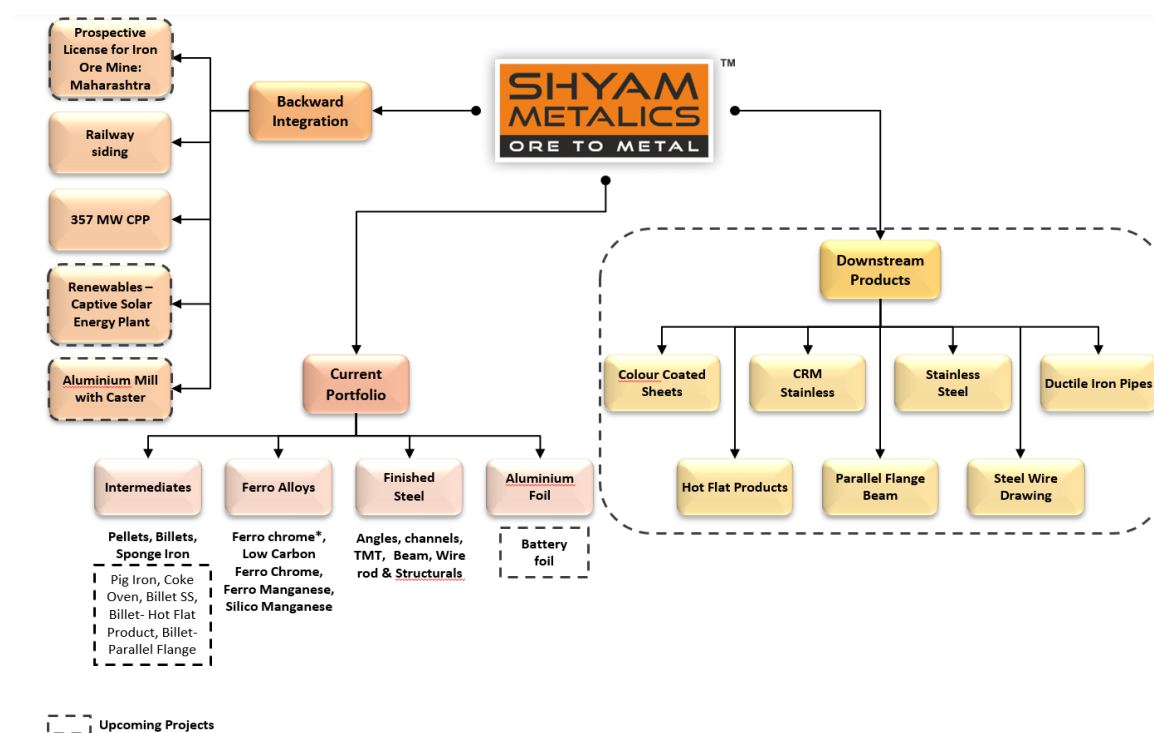 SHYAM
METALICS
ORE TO METAL
TM
Backward
Integration
Prospective
License for Iron
Ore Mine:
Maharashtra
Railway
siding
357 MW CPP
Renewables –
Captive Solar
Energy Plant
Aluminium Mill
with Caster
Current
Portfolio
Intermediates
Pellets, Billets,
Sponge Iron
Pig Iron, Coke
Oven, Billet SS,
Billet- Hot Flat
Product, Billet-
Parallel Flange
Ferro Alloys
Ferro chrome*,
Low Carbon
Ferro Chrome,
Ferro Manganese,
Silico Manganese
Finished
Steel
Angles, channels,
TMT, Beam, Wire
rod & Structurals
Aluminium
Foil
Battery
foil
Downstream
Products
Colour Coated
Sheets
CRM
Stainless
Stainless
Steel
Ductile Iron Pipes
Hot Flat Products
Parallel Flange
Beam
Steel Wire
Drawing
Upcoming Projects